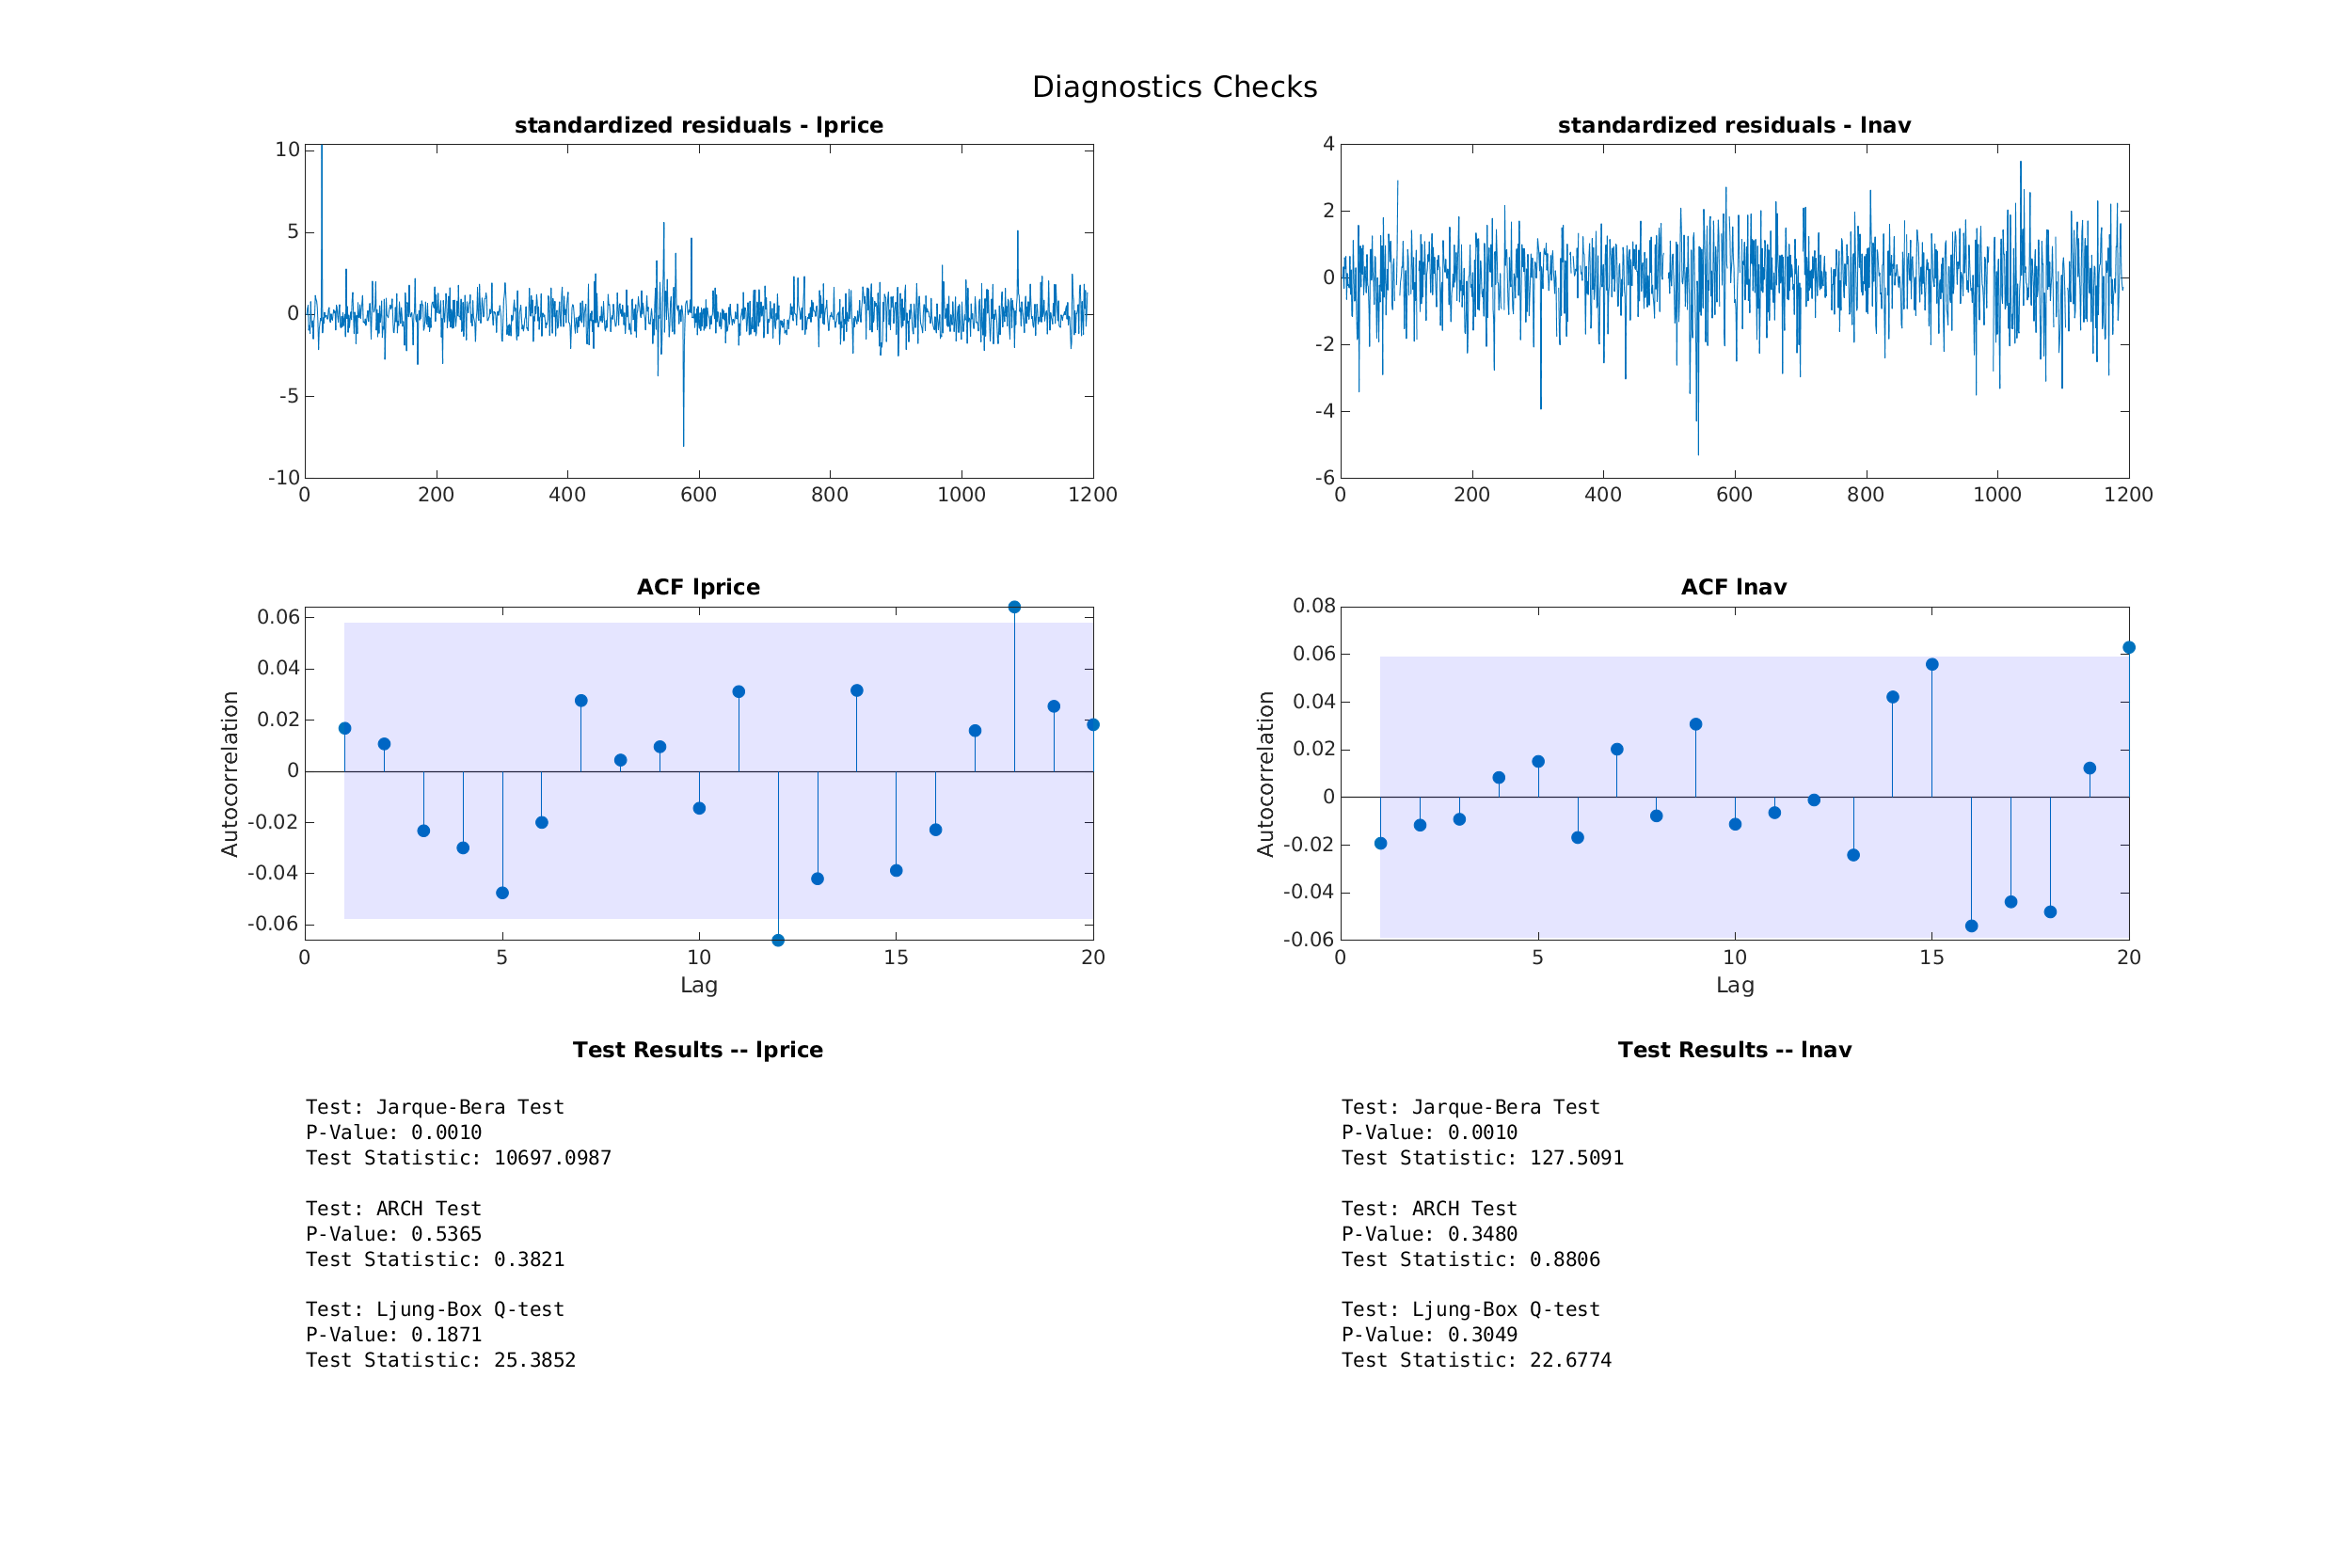 Diagnostics Checks
standardized residuals - lprice
10
5
0
-5
-10
0 200 400 600 800 1000 1200
standardized residuals - lnav
4
2
0
-2
-4
-6
0 200 400 600 800 1000 1200
ACF lprice
Autocorrelation
0.06
0.04
0.02
0
-0.02
-0.04
-0.06
0 5 10 15 20
Lag
ACF lnav
Autocorrelation
0.08
0.06
0.04
0.02
0
-0.02
-0.04
-0.06
0 5 10 15 20
Lag
Test Results -- lprice
Test: Jarque-Bera Test
P-Value: 0.0010
Test Statistic: 10697.0987
Test: ARCH Test
P-Value: 0.5365
Test Statistic: 0.3821
Test: Ljung-Box Q-test
P-Value: 0.1871
Test Statistic: 25.3852
Test Results -- lnav
Test: Jarque-Bera Test
P-Value: 0.0010
Test Statistic: 127.5091
Test: ARCH Test
P-Value: 0.3480
Test Statistic: 0.8806
Test: Ljung-Box Q-test
P-Value: 0.3049
Test Statistic: 22.6774